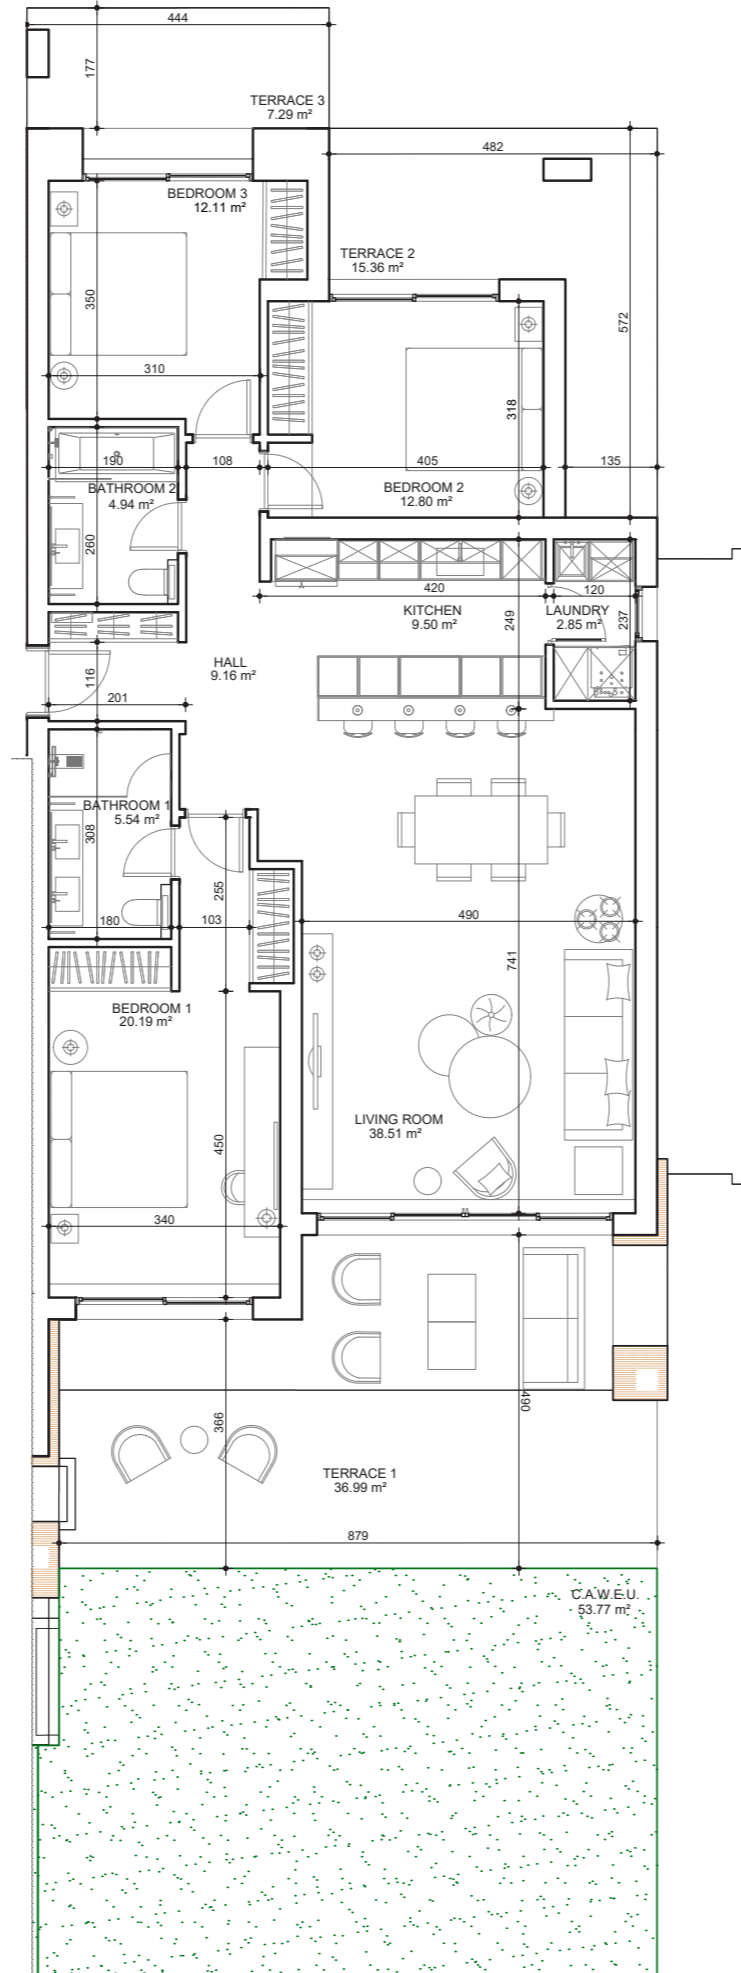 444
177
TERRACE 3
7.29 m²
482
BEDROOM 3
12.11 m²
TERRACE 2
15.36 m²
350
572
310
318
190
108
405
135
BATHROOM 2
4.94 m²
BEDROOM 2
12.80 m²
260
420
120
KITCHEN
9.50 m²
249
LAUNDRY
2.85 m²
237
HALL
9.16 m²
116
201
BATHROOM 1
5.54 m²
308
255
180
103
490
741
BEDROOM 1
20.19 m²
LIVING ROOM
38.51 m²
450
340
490
366
TERRACE 1
36.99 m²
879
C.A.W.E.U.
53.77 m²